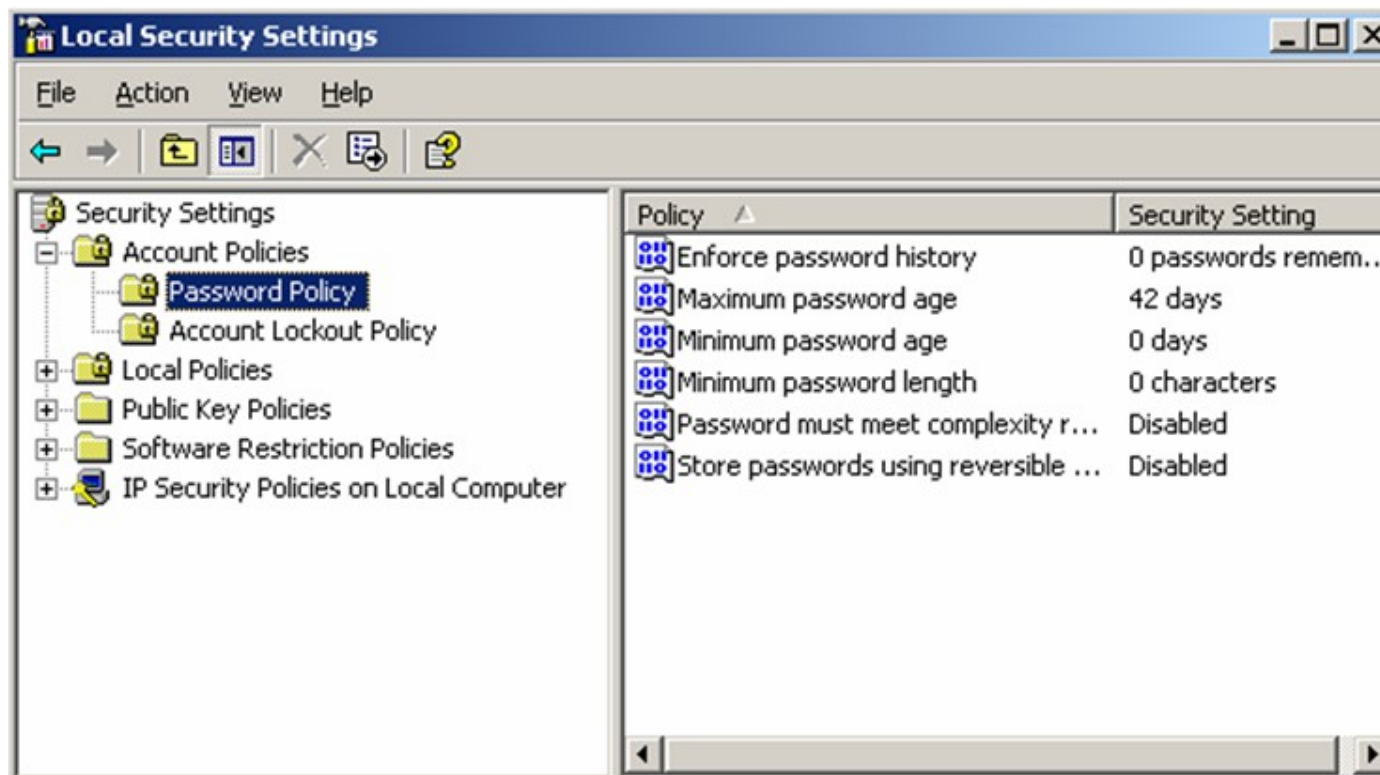 Local Security Settings
File Action View Help
Security Settings
Account Policies
Password Policy
Account Lockout Policy
Local Policies
Public Key Policies
Software Restriction Policies
IP Security Policies on Local Computer
Policy Security Setting
Enforce password history 0 passwords remem...
Maximum password age 42 days
Minimum password age 0 days
Minimum password length 0 characters
Password must meet complexity r... Disabled
Store passwords using reversible ... Disabled